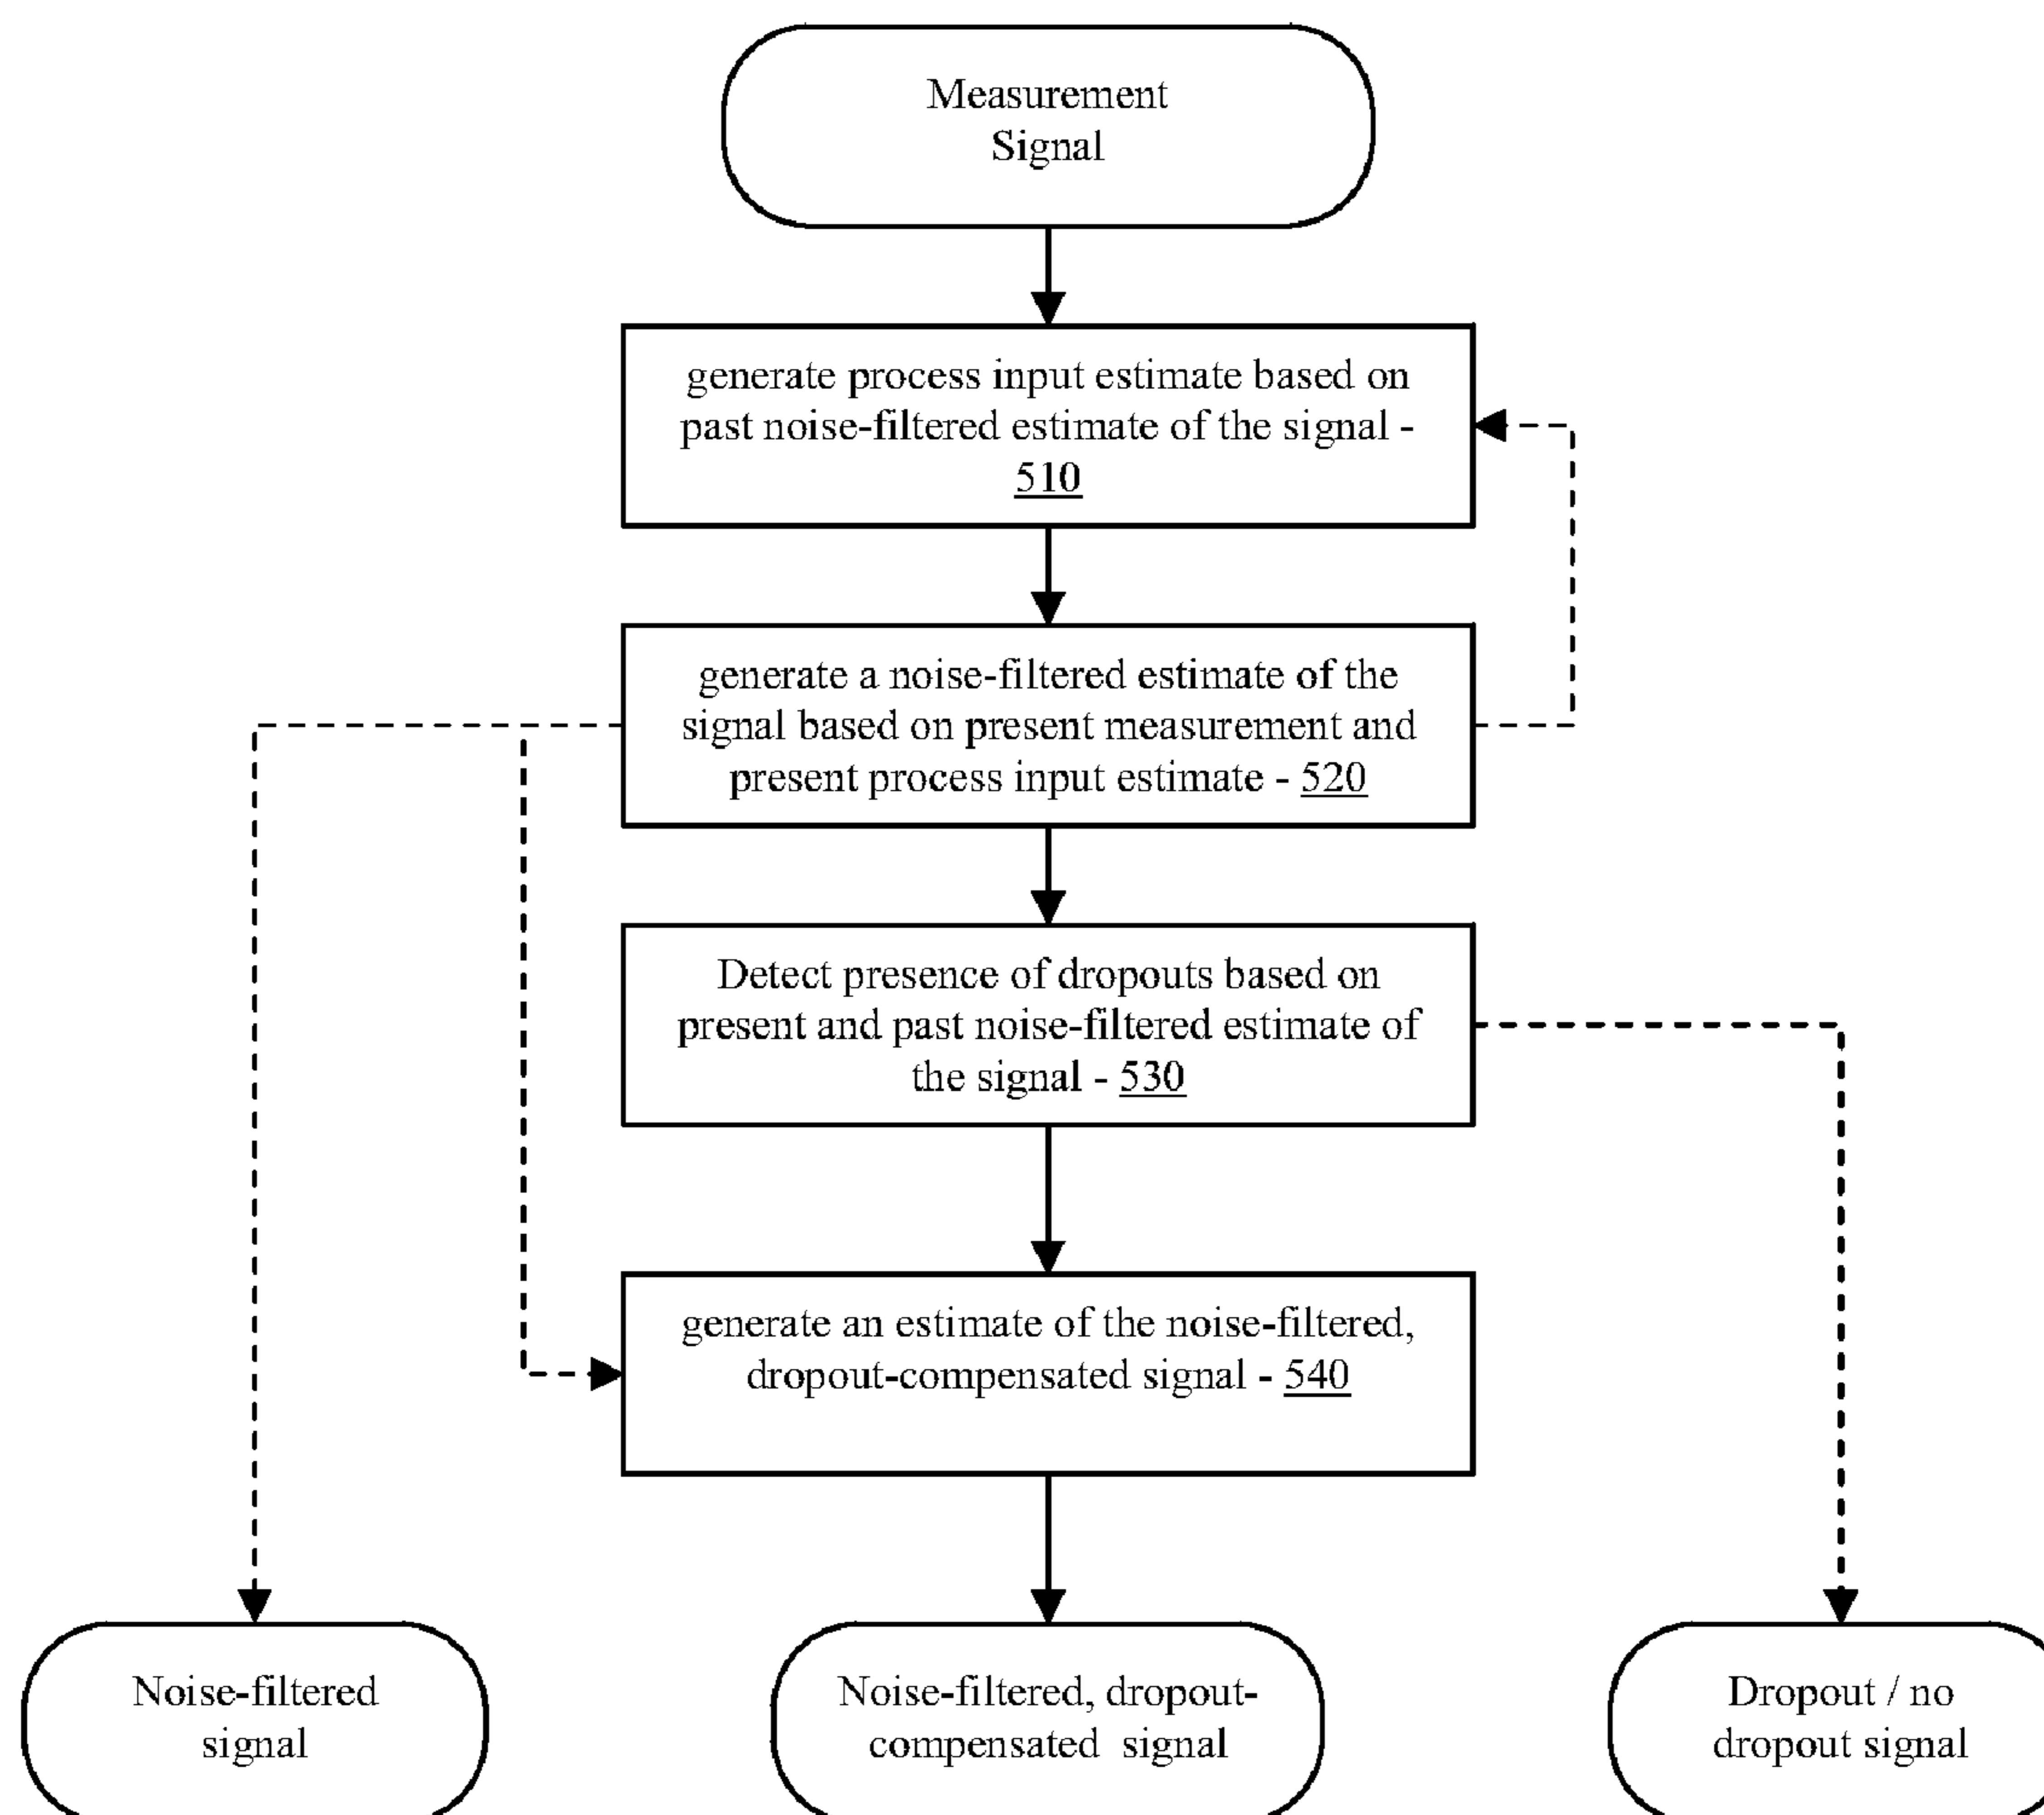 Measurement
Signal
generate process input estimate based on
past noise-filtered estimate of the signal -
510
generate a noise-filtered estimate of the
signal based on present measurement and
present process input estimate - 520
Detect presence of dropouts based on
present and past noise-filtered estimate of
the signal - 530
generate an estimate of the noise-filtered,
dropout-compensated signal - 540
Noise-filtered
signal
Noise-filtered, dropout-
compensated signal
Dropout / no
dropout signal